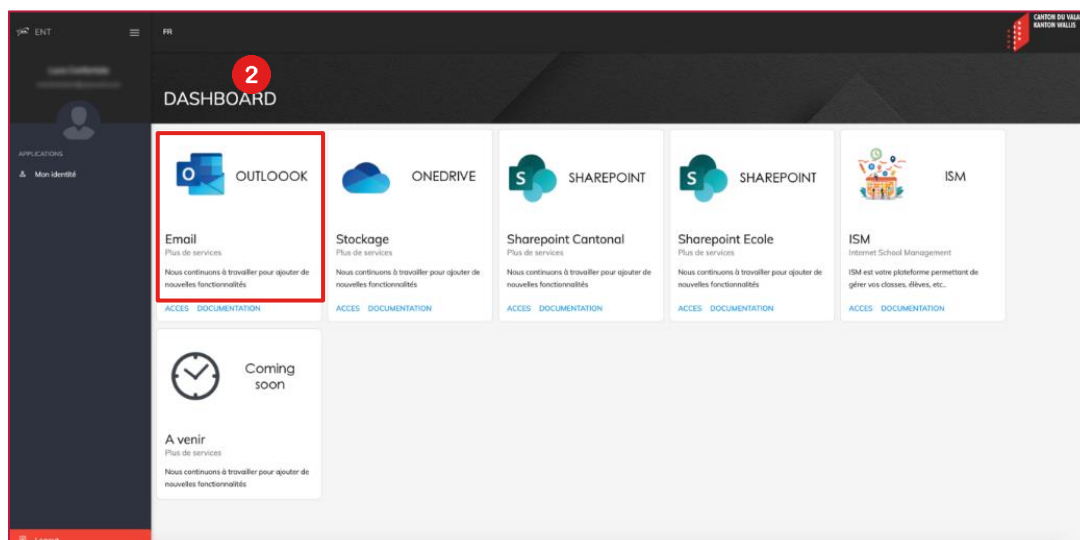 ENT
FR
CANTON DU VALA
KANTON WALLIS
2
DASHBOARD
APPLICATIONS
Mon identité
OUTLOOOK
Email
Plus de services
Nous continuons à travailler pour ajouter de
nouvelles fonctionnalités
ACCES DOCUMENTATION
ONEDRIVE
Stockage
Plus de services
Nous continuons à travailler pour ajouter de
nouvelles fonctionnalités
ACCES DOCUMENTATION
SHAREPOINT
Sharepoint Cantonal
Plus de services
Nous continuons à travailler pour ajouter de
nouvelles fonctionnalités
ACCES DOCUMENTATION
SHAREPOINT
Sharepoint Ecole
Plus de services
Nous continuons à travailler pour ajouter de
nouvelles fonctionnalités
ACCES DOCUMENTATION
ISM
ISM
Internet School Management
ISM est votre plateforme permettant de
gérer vos classes, élèves, etc..
ACCES DOCUMENTATION
Coming
soon
A venir
Plus de services
Nous continuons à travailler pour ajouter de
nouvelles fonctionnalités
Logout